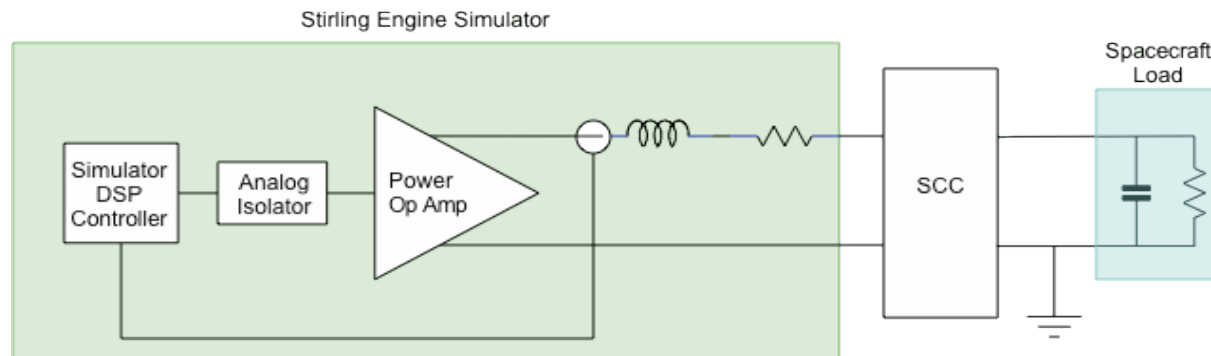 Stirling Engine Simulator
Spacecraft
Load
Simulator
DSP
Controller
Analog
Isolator
Power
Op Amp
SCC